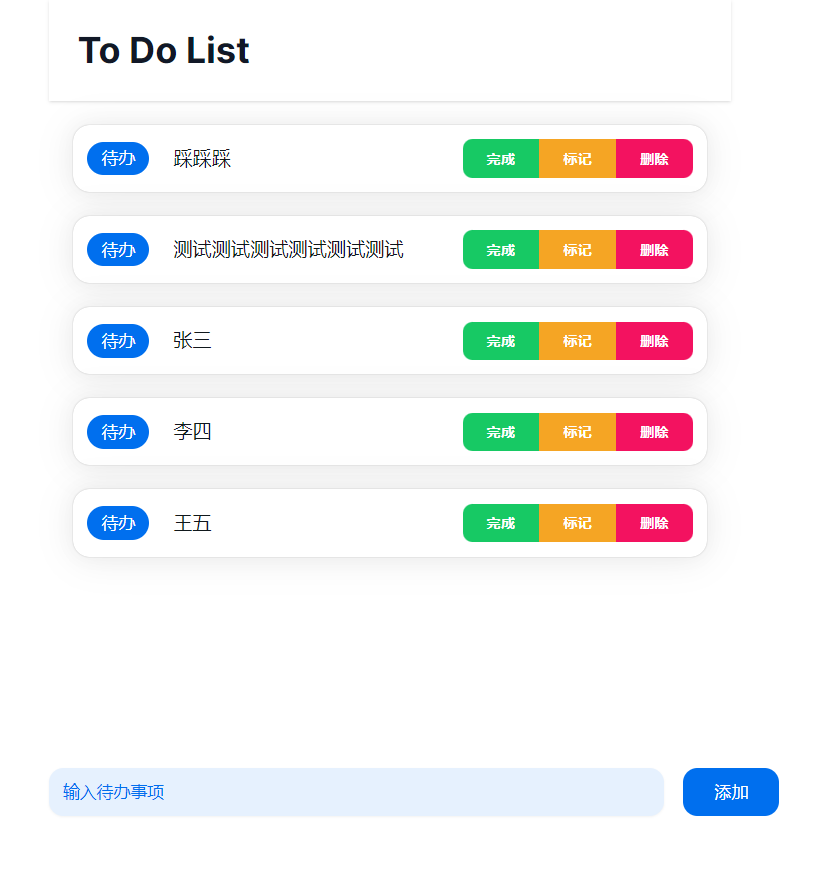 To Do List
待办 踩踩踩 完成 标记 删除
待办 测试测试测试测试测试测试 完成 标记 删除
待办 张三 完成 标记 删除
待办 李四 完成 标记 删除
待办 王五 完成 标记 删除
输入待办事项 添加